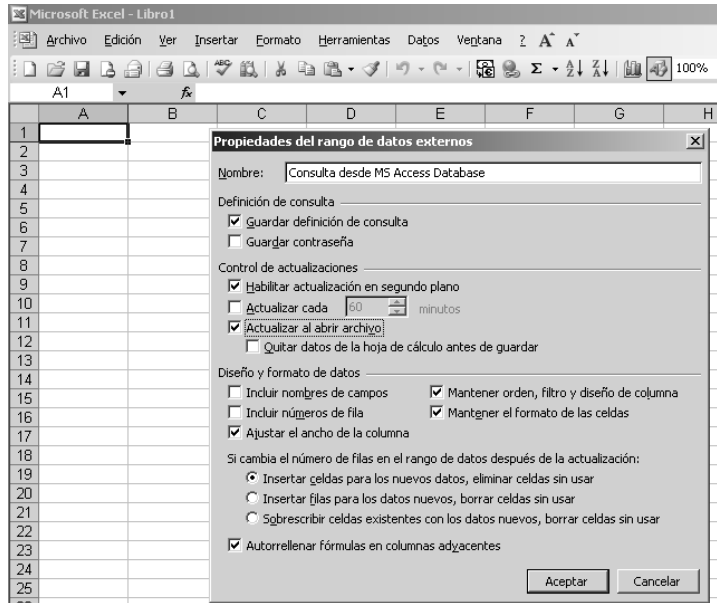 Microsoft Excel - Libro1
Archivo Edición Ver Insertar Formato Herramientas Datos Ventana ? A A
100%
A1 fx
A B C D E F G H
1
2
3
4
5
6
7
8
9
10
11
12
13
14
15
16
17
18
19
20
21
22
23
24
25
Propiedades del rango de datos externos
Nombre: Consulta desde MS Access Database
Definición de consulta
Guardar definición de consulta
Guardar contraseña
Control de actualizaciones
Habilitar actualización en segundo plano
Actualizar cada 60 minutos
Actualizar al abrir archivo
Quitar datos de la hoja de cálculo antes de guardar
Diseño y formato de datos
Incluir nombres de campos Mantener orden, filtro y diseño de columna
Incluir números de fila Mantener el formato de las celdas
Ajustar el ancho de la columna
Si cambia el número de filas en el rango de datos después de la actualización:
Insertar celdas para los nuevos datos, eliminar celdas sin usar
Insertar filas para los datos nuevos, borrar celdas sin usar
Sobrescribir celdas existentes con los datos nuevos, borrar celdas sin usar
Autorrellenar fórmulas en columnas adyacentes
Aceptar Cancelar